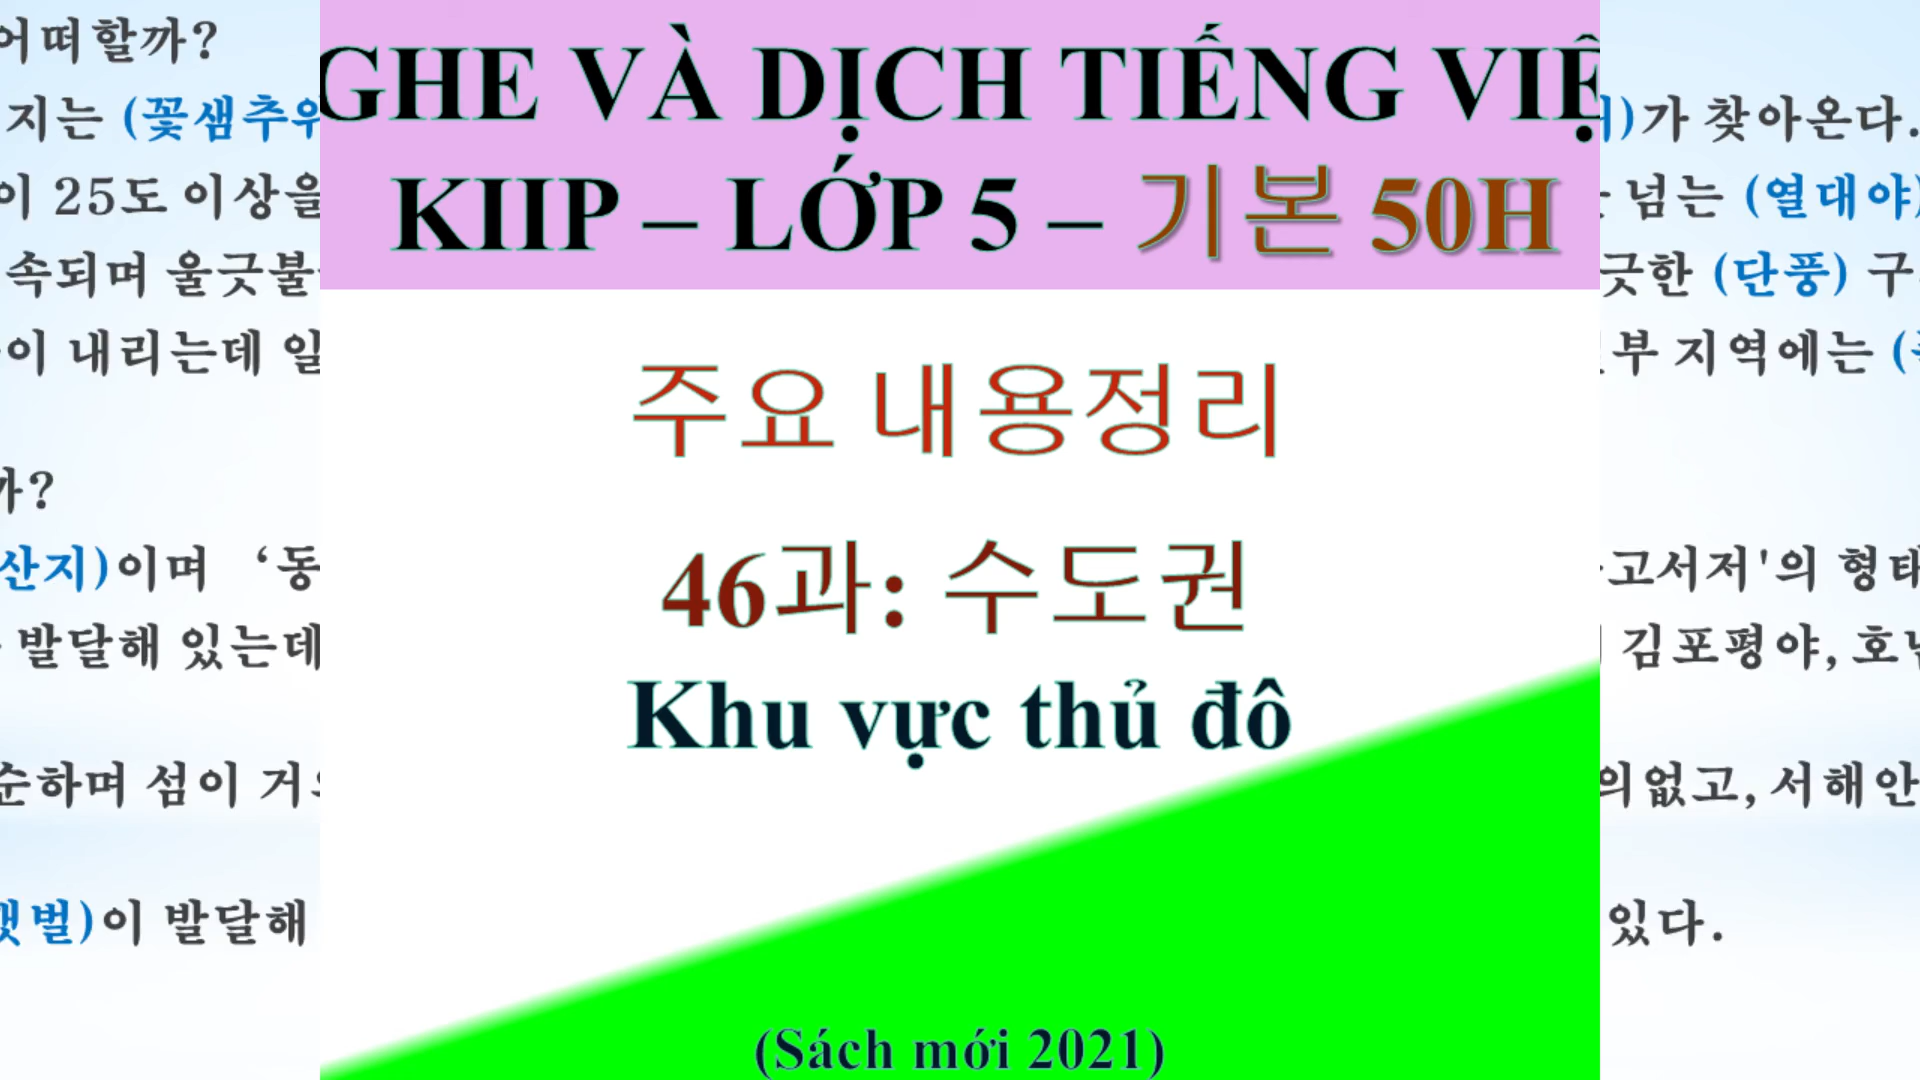 GHE VÀ DỊCH TIẾNG VIỆ
KIIP – LỚP 5 – 기본 50H
주요 내용정리
46과: 수도권
Khu vực thủ đô
(Sách mới 2021)
어떠할까?
지는 (꽃샘추위
)가 찾아온다.
이 25도 이상을
넘는 (열대야)
속되며 울긋불
긋한 (단풍) 구
이 내리는데 일
부 지역에는 (
까?
산지)이며 ‘동
고서저'의 형태
발달해 있는데
김포평야, 호남
순하며 섬이 거의
의없고, 서해안
갯벌)이 발달해
있다.